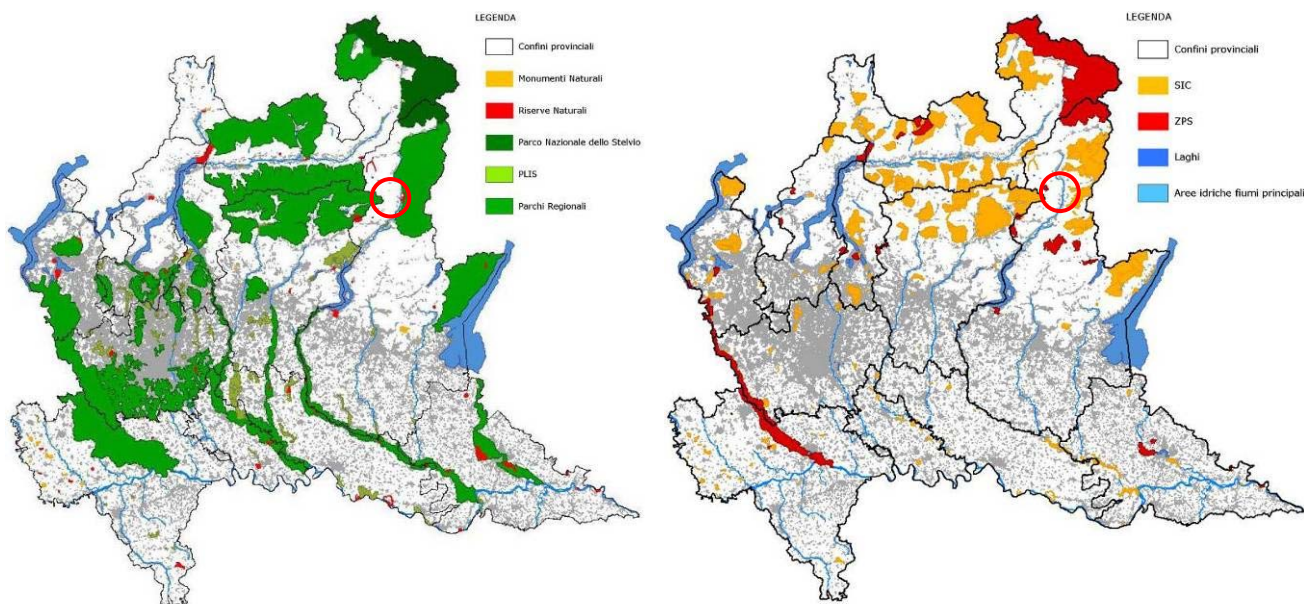 LEGENDA
Confini provinciali
Monumenti Naturali
Riserve Naturali
Parco Nazionale dello Stelvio
PLIS
Parchi Regionali
LEGENDA
Confini provinciali
SIC
ZPS
Laghi
Aree idriche fiumi principali